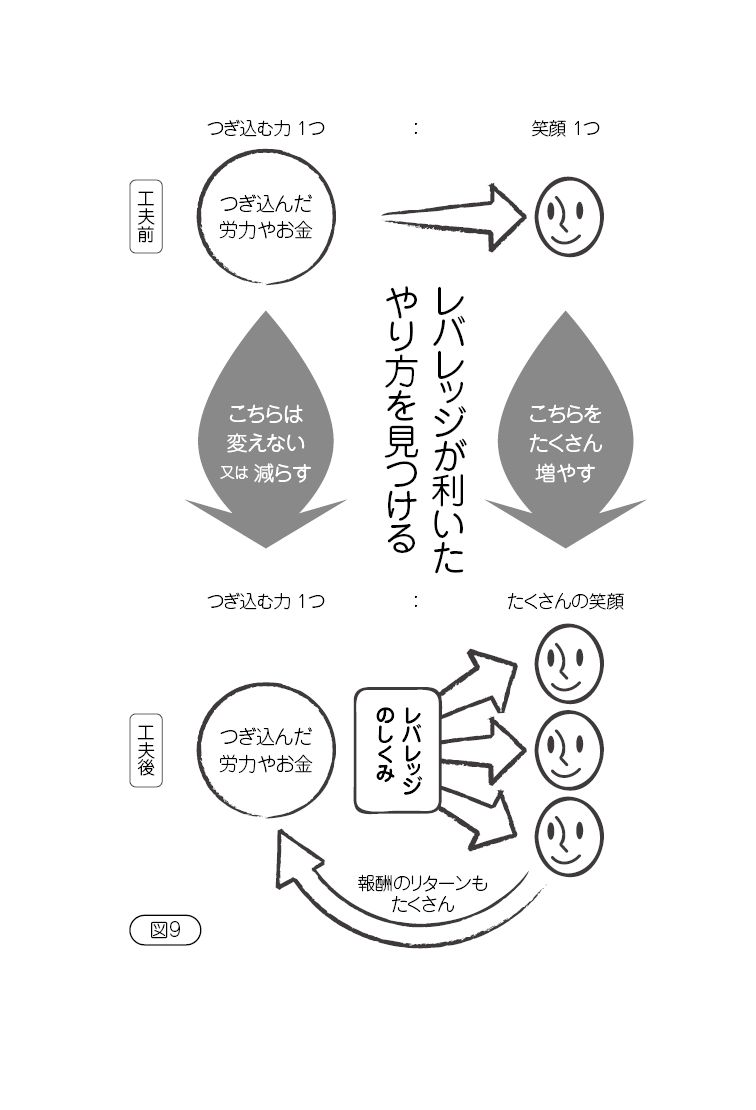 つぎ込む力 1つ : 笑顔 1つ
工夫前
つぎ込んだ
労力やお金
レバレッジが利いた
やり方を見つける
こちらは
変えない
又は 減らす
こちらを
たくさん
増やす
つぎ込む力 1つ : たくさんの笑顔
工夫後
つぎ込んだ
労力やお金
レバレッジ
のしくみ
報酬のリターンも
たくさん
図9